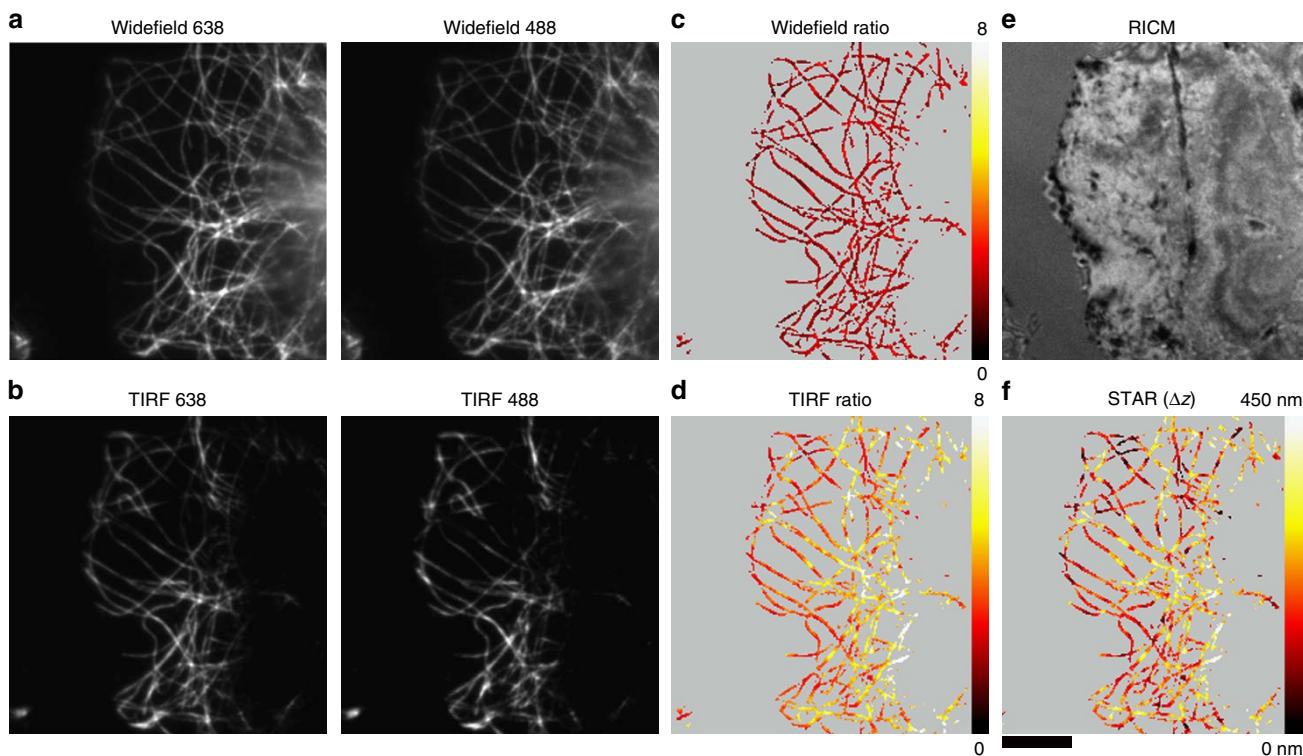 a
Widefield 638
Widefield 488
c
Widefield ratio
8
0
e
RICM
b
TIRF 638
TIRF 488
d
TIRF ratio
8
0
f
STAR (Δz)
450 nm
0 nm